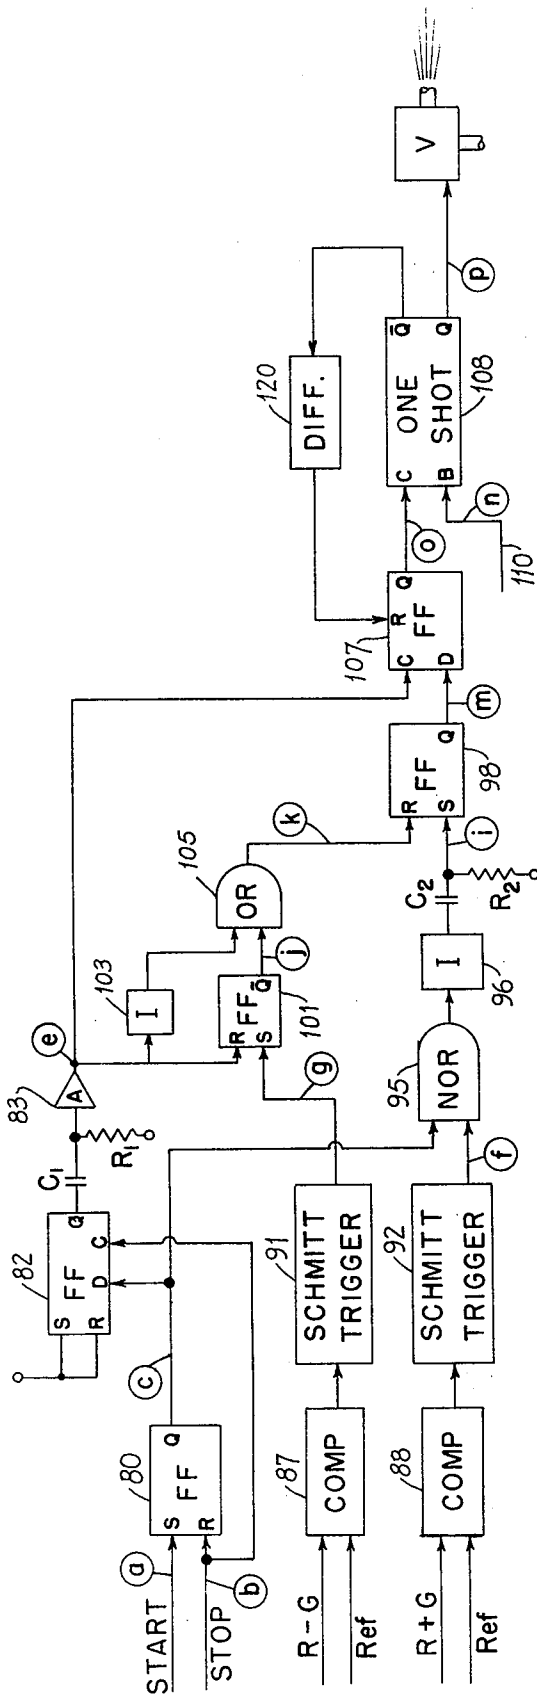 START
a
STOP
b
S
R
80
FF
Q
c
82
S
R
FF
D
C
Q
C1
R1
83
A
e
R-G
Ref
87
COMP
91
SCHMITT
TRIGGER
g
R+G
Ref
88
COMP
92
SCHMITT
TRIGGER
f
103
I
R
S
FF
Q̄
101
j
105
OR
k
95
NOR
96
I
C2
R2
i
R
S
FF
Q
98
m
107
C
D
R
FF
Q
o
120
DIFF.
C
B
ONE
SHOT
Q̄
Q
108
110
n
p
V